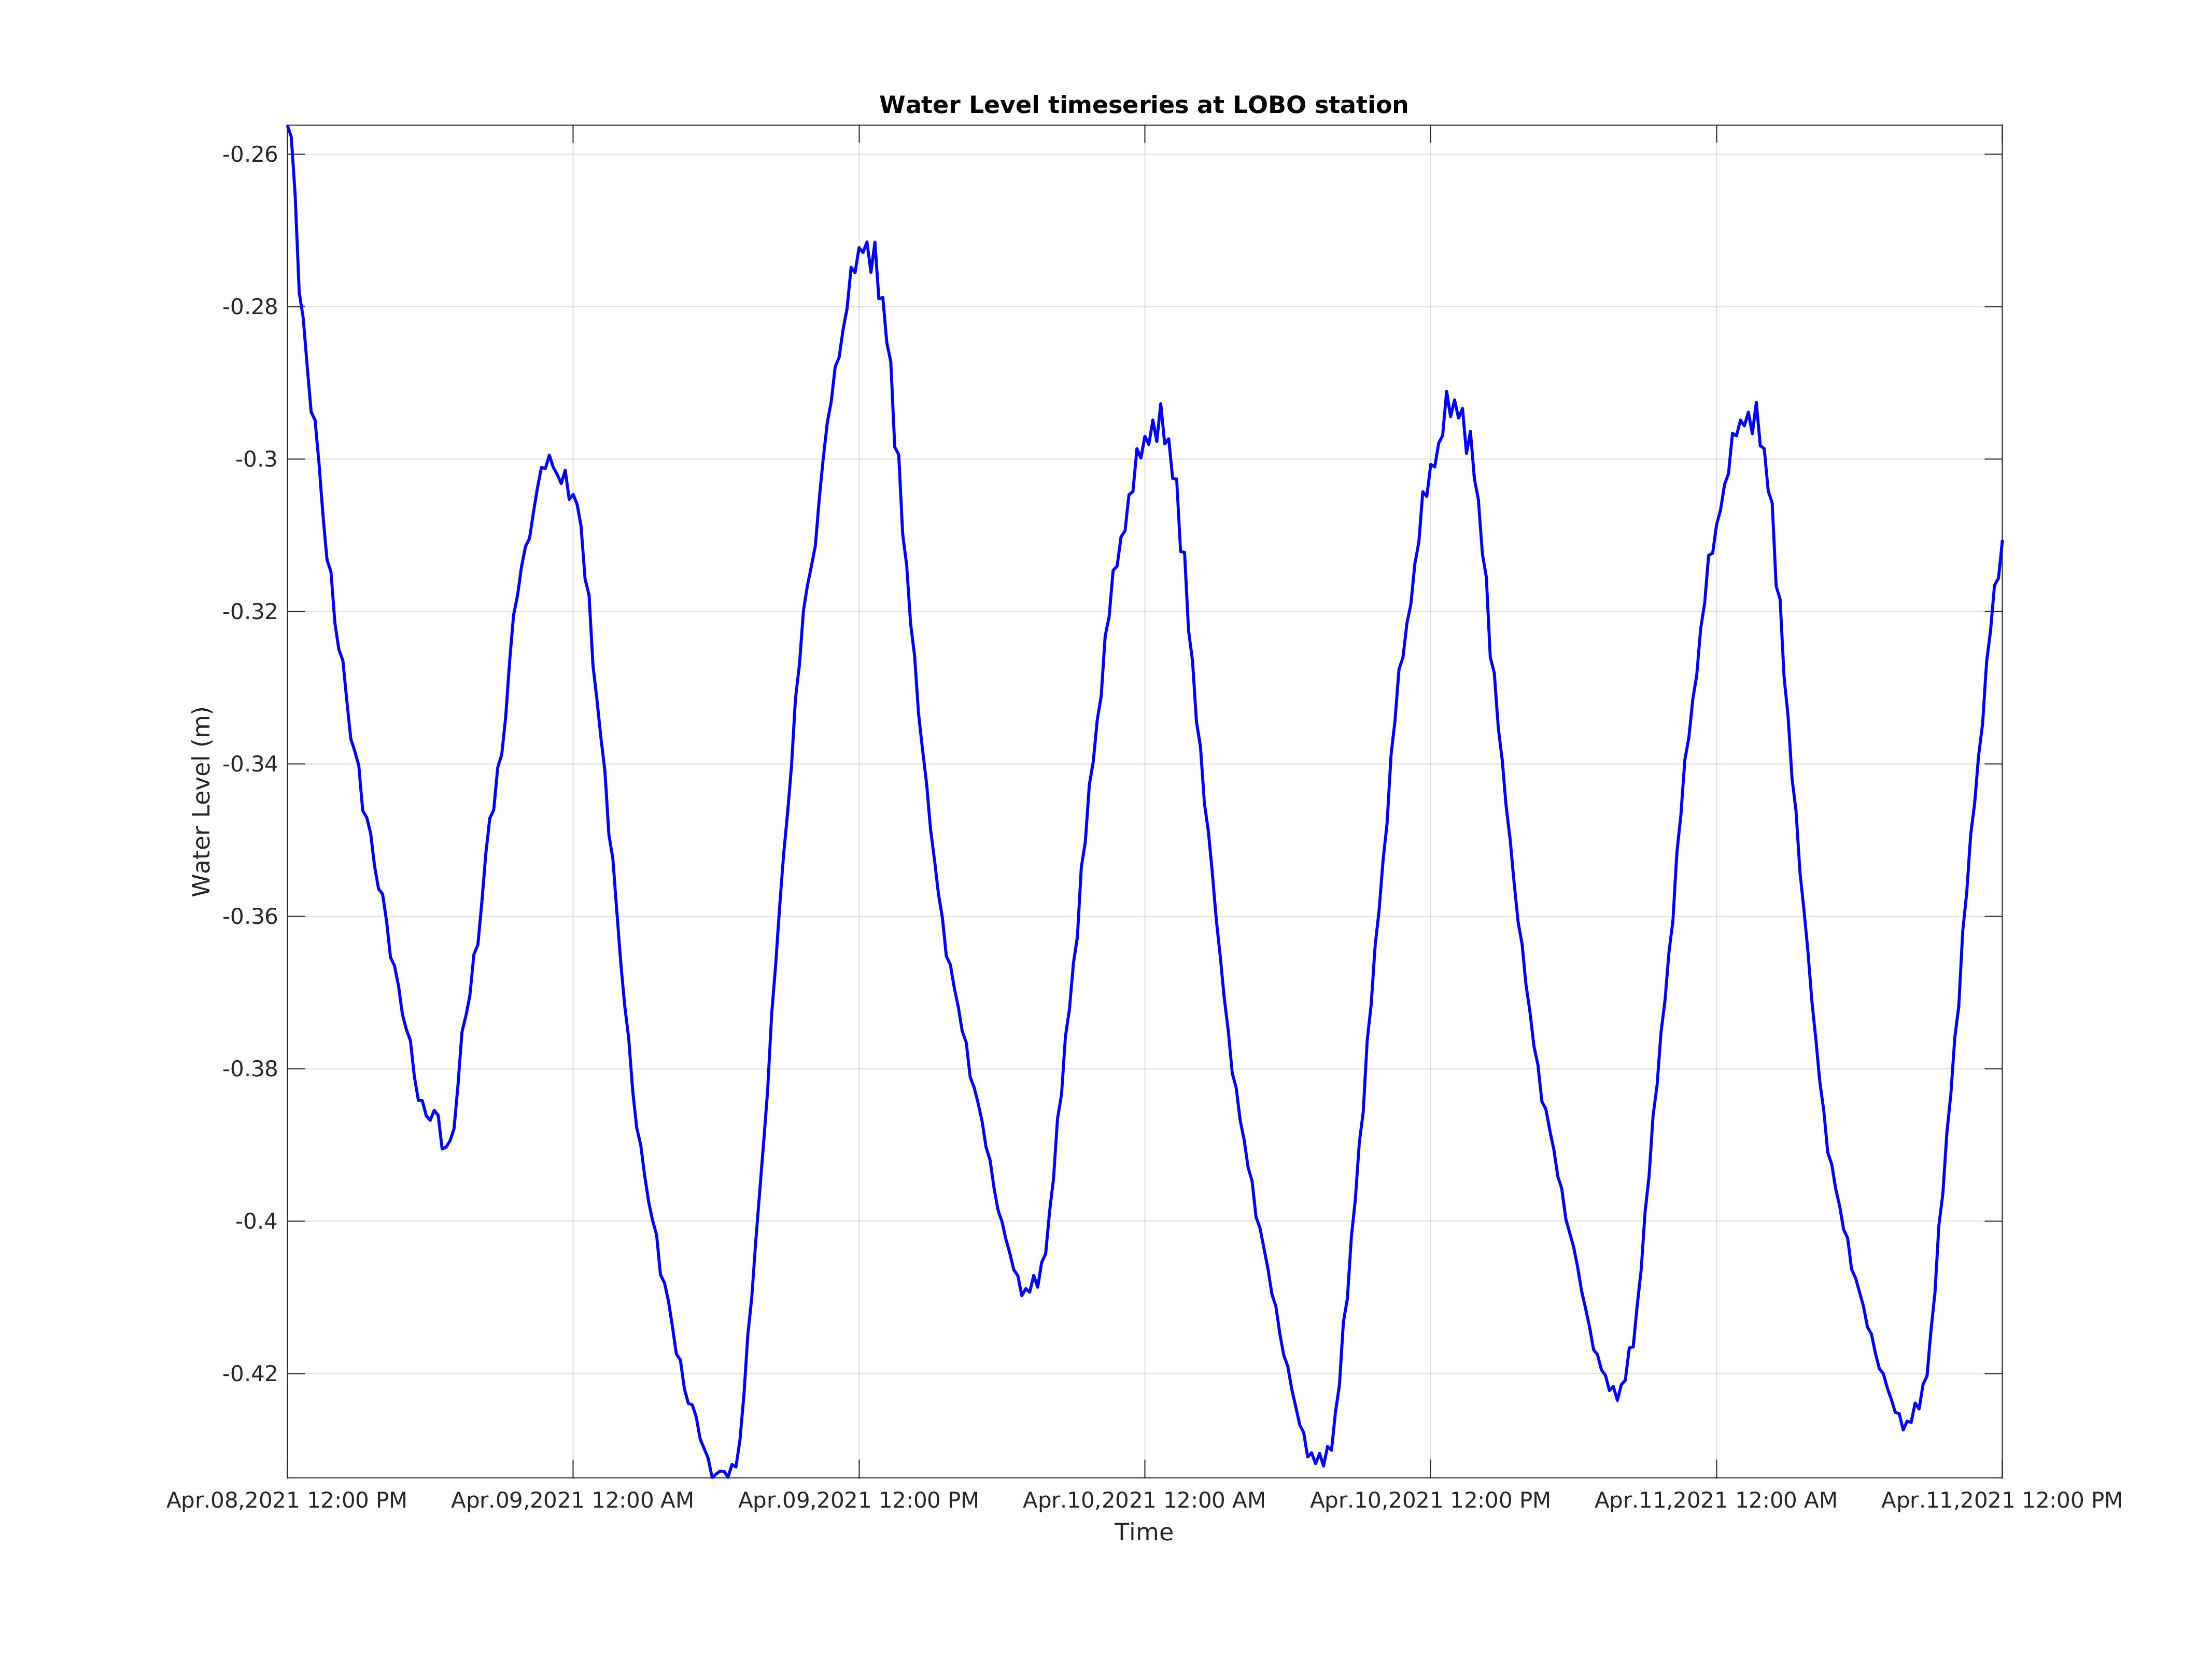 Water Level timeseries at LOBO station
-0.26
-0.28
-0.3
-0.32
-0.34
-0.36
-0.38
-0.4
-0.42
Water Level (m)
Apr.08,2021 12:00 PM Apr.09,2021 12:00 AM Apr.09,2021 12:00 PM Apr.10,2021 12:00 AM Apr.10,2021 12:00 PM Apr.11,2021 12:00 AM Apr.11,2021 12:00 PM
Time